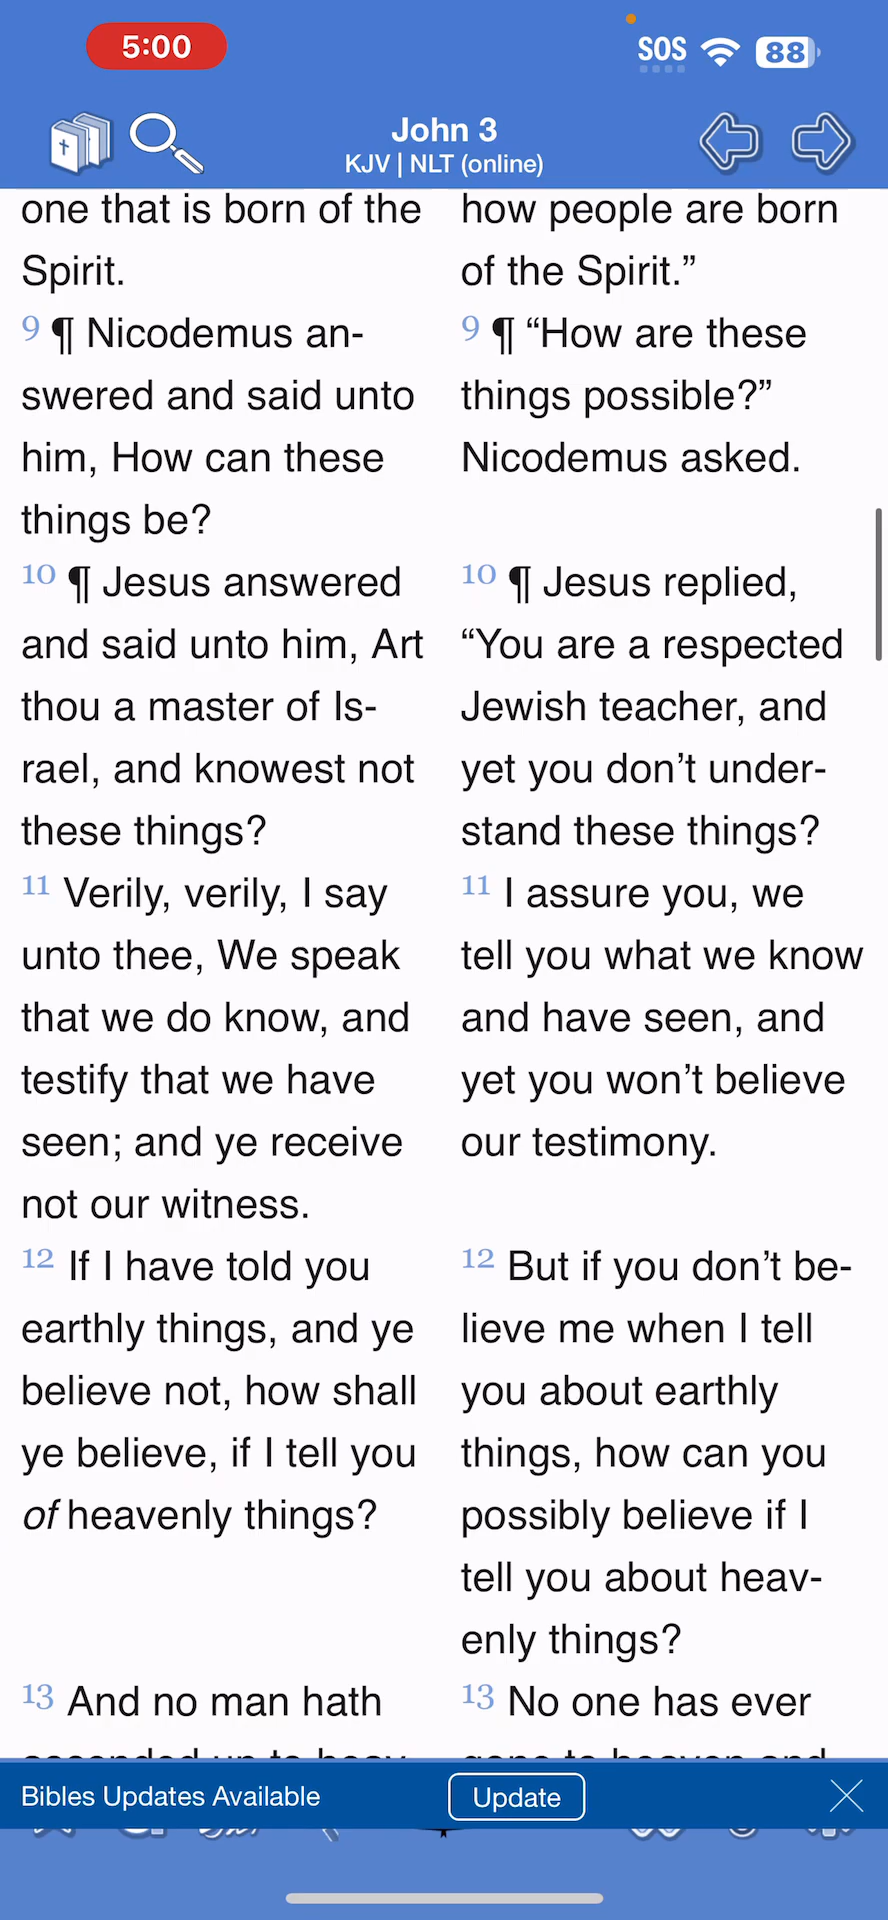 5:00
SOS
88
John 3
KJV | NLT (online)
one that is born of the
Spirit.
9 ¶ Nicodemus an-
swered and said unto
him, How can these
things be?
10 ¶ Jesus answered
and said unto him, Art
thou a master of Is-
rael, and knowest not
these things?
11 Verily, verily, I say
unto thee, We speak
that we do know, and
testify that we have
seen; and ye receive
not our witness.
12 If I have told you
earthly things, and ye
believe not, how shall
ye believe, if I tell you
of heavenly things?
13 And no man hath
how people are born
of the Spirit.”
9 ¶ “How are these
things possible?”
Nicodemus asked.
10 ¶ Jesus replied,
“You are a respected
Jewish teacher, and
yet you don’t under-
stand these things?
11 I assure you, we
tell you what we know
and have seen, and
yet you won’t believe
our testimony.
12 But if you don’t be-
lieve me when I tell
you about earthly
things, how can you
possibly believe if I
tell you about heav-
enly things?
13 No one has ever
Bibles Updates Available
Update